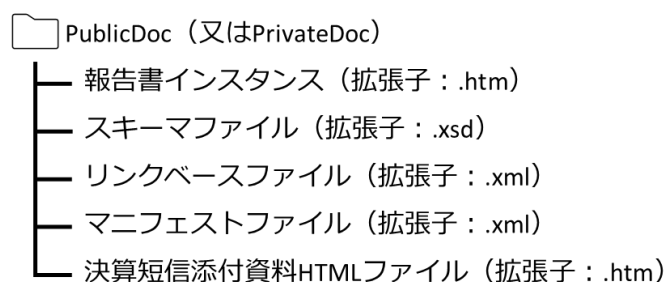 PublicDoc（又はPrivateDoc）
報告書インスタンス（拡張子：.htm）
スキーマファイル（拡張子：.xsd）
リンクベースファイル（拡張子：.xml）
マニフェストファイル（拡張子：.xml）
決算短信添付資料HTMLファイル（拡張子：.htm）